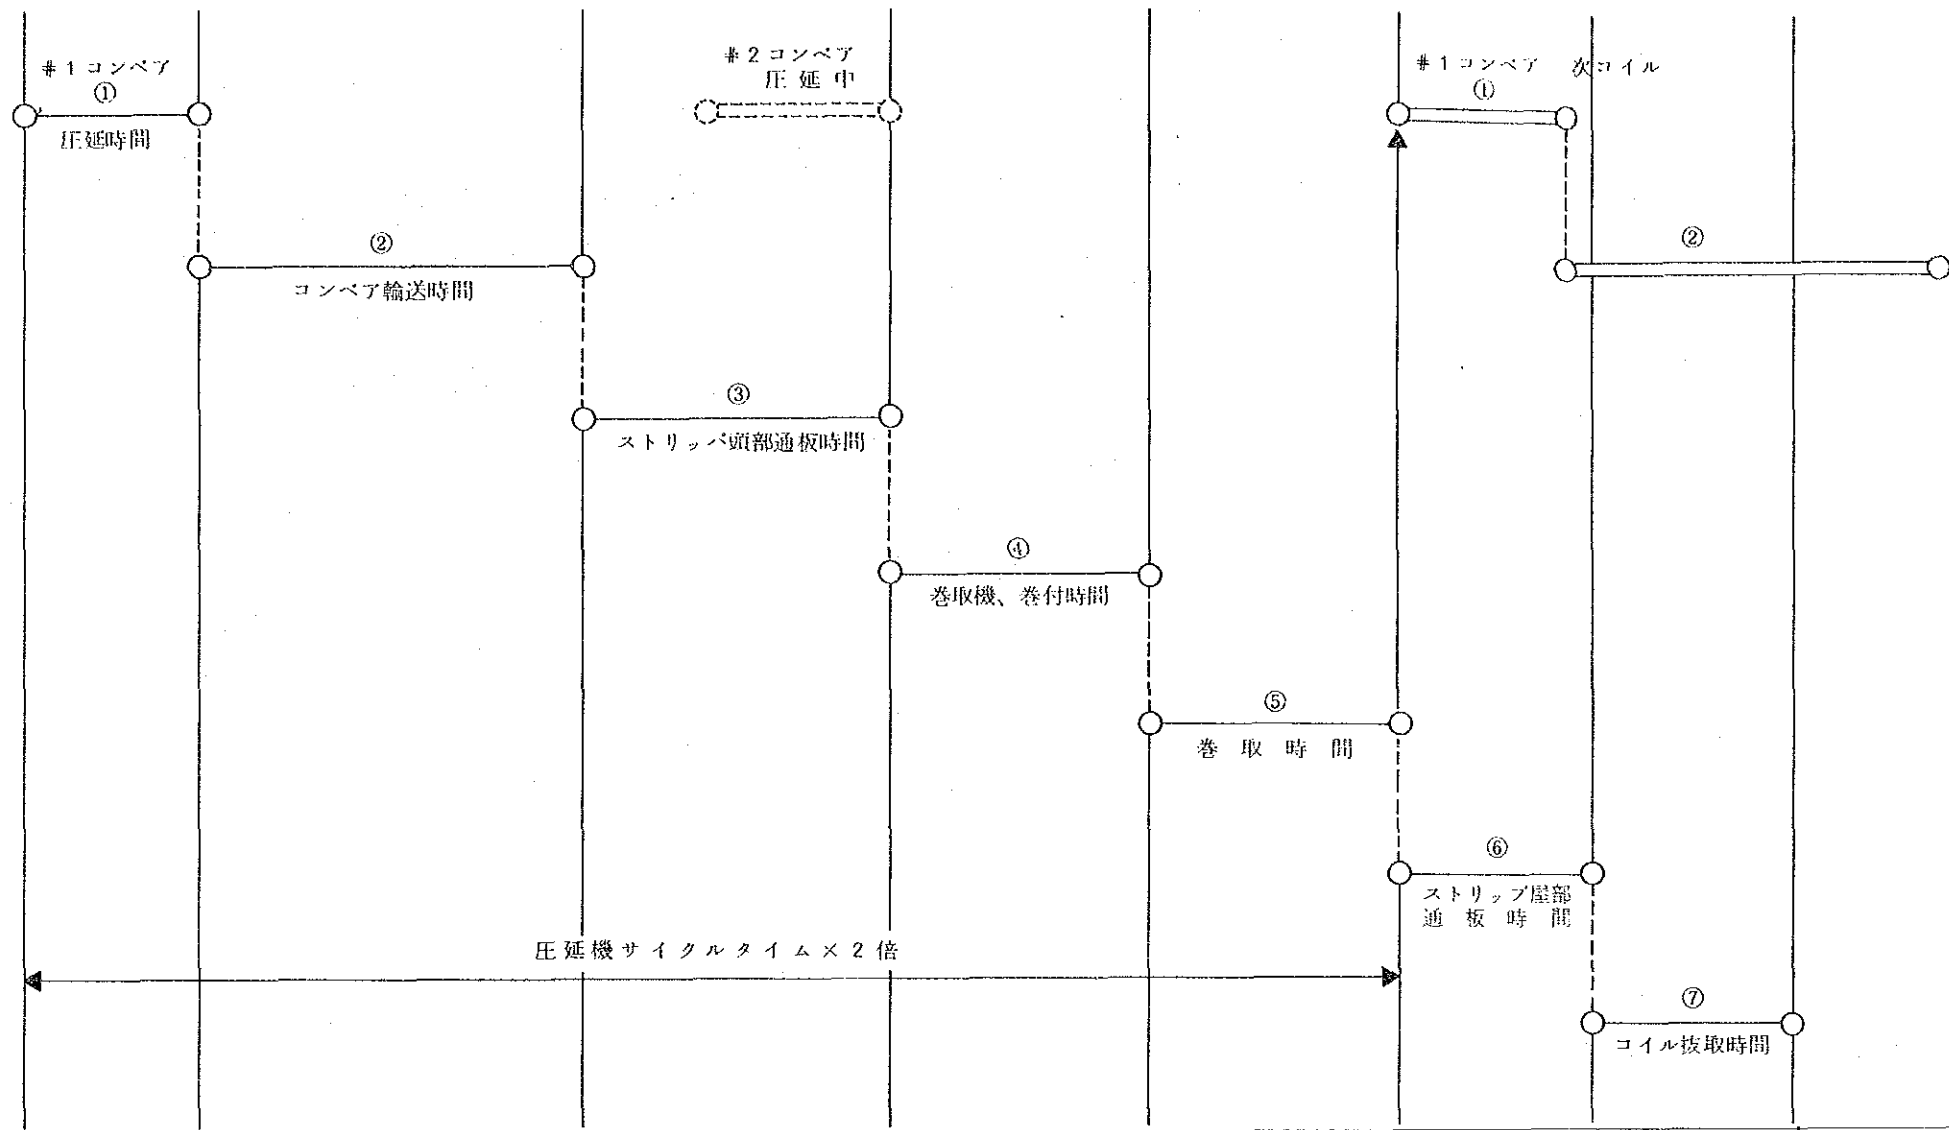 #1コンベア
①
圧延時間
#2コンベア
圧延中
#1コンベア 次コイル
①
②
コンベア輸送時間
②
③
ストリッパ頭部通板時間
④
巻取機、巻付時間
⑤
巻取時間
⑥
ストリップ屋部
通板時間
圧延機サイクルタイム×2倍
⑦
コイル抜取時間